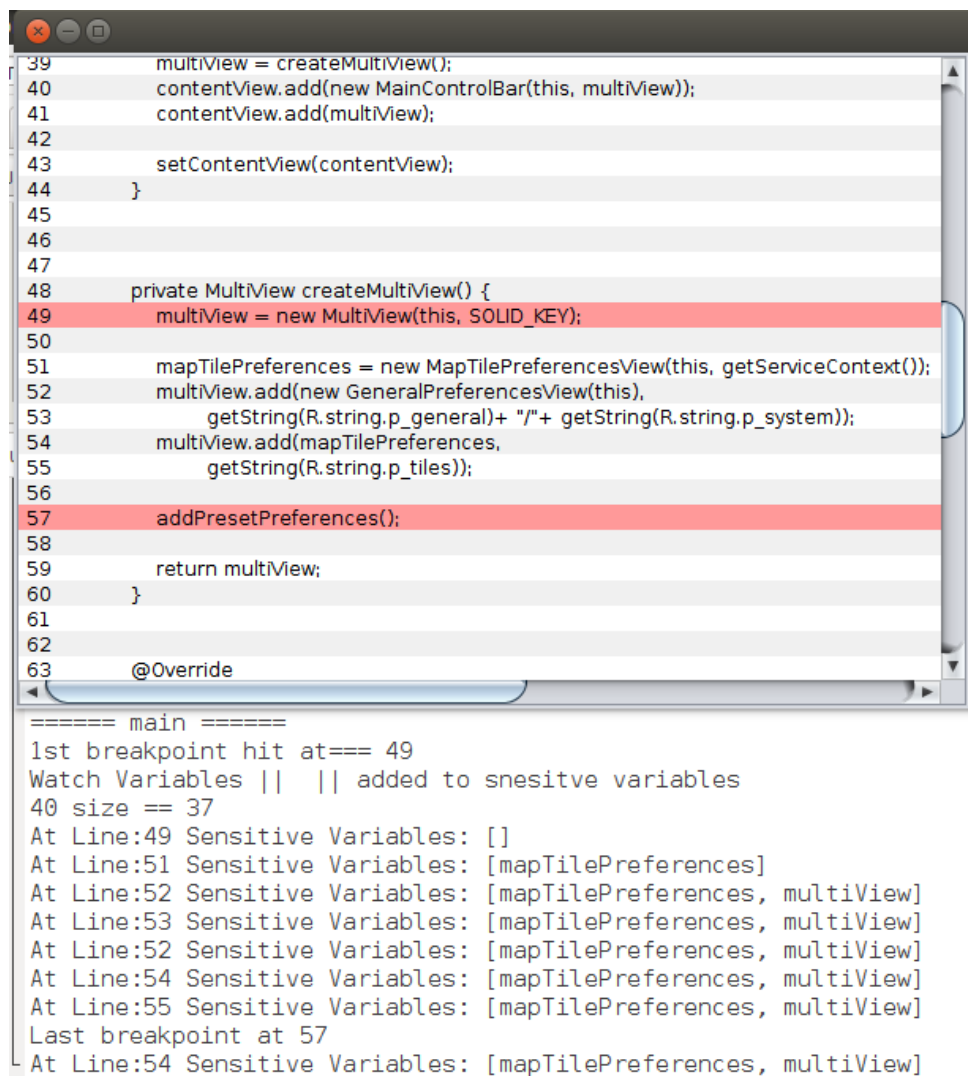 39 multiView = createMultiView();
40 contentView.add(new MainControlBar(this, multiView));
41 contentView.add(multiView);
42
43 setContentView(contentView);
44 }
45
46
47
48 private MultiView createMultiView() {
49 multiView = new MultiView(this, SOLID_KEY);
50
51 mapTilePreferences = new MapTilePreferencesView(this, getServiceContext());
52 multiView.add(new GeneralPreferencesView(this),
53 getString(R.string.p_general)+ "/"+ getString(R.string.p_system));
54 multiView.add(mapTilePreferences,
55 getString(R.string.p_tiles));
56
57 addPresetPreferences();
58
59 return multiView;
60 }
61
62
63 @Override
====== main ======
1st breakpoint hit at=== 49
Watch Variables ||  || added to snesitve variables
40 size == 37
At Line:49 Sensitive Variables: []
At Line:51 Sensitive Variables: [mapTilePreferences]
At Line:52 Sensitive Variables: [mapTilePreferences, multiView]
At Line:53 Sensitive Variables: [mapTilePreferences, multiView]
At Line:52 Sensitive Variables: [mapTilePreferences, multiView]
At Line:54 Sensitive Variables: [mapTilePreferences, multiView]
At Line:55 Sensitive Variables: [mapTilePreferences, multiView]
Last breakpoint at 57
At Line:54 Sensitive Variables: [mapTilePreferences, multiView]